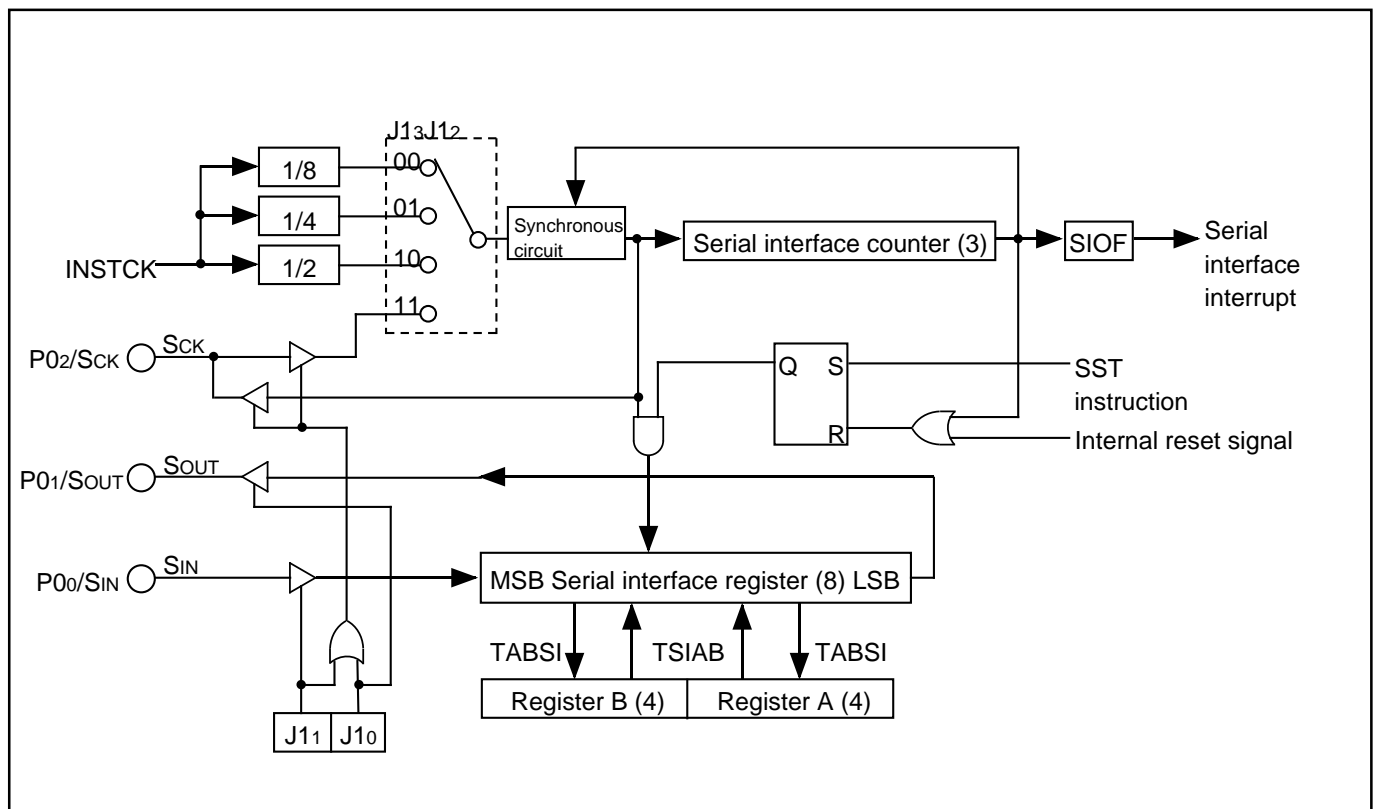 J13J12
00
1/8
01
1/4
Synchronous
circuit
Serial interface counter (3)
SIOF
Serial
interface
interrupt
10
1/2
INSTCK
11
P02/SCK
SCK
Q
S
SST
instruction
R
Internal reset signal
P01/SOUT
SOUT
P00/SIN
SIN
MSB Serial interface register (8) LSB
TABSI
TSIAB
TABSI
Register B (4)
Register A (4)
J11
J10